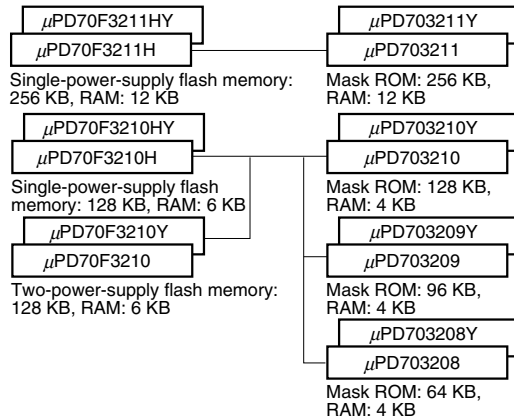 μPD70F3211HY
μPD70F3211H
Single-power-supply flash memory:
256 KB, RAM: 12 KB
μPD703211Y
μPD703211
Mask ROM: 256 KB,
RAM: 12 KB
μPD70F3210HY
μPD70F3210H
Single-power-supply flash
memory: 128 KB, RAM: 6 KB
μPD703210Y
μPD703210
Mask ROM: 128 KB,
RAM: 4 KB
μPD70F3210Y
μPD70F3210
Two-power-supply flash memory:
128 KB, RAM: 6 KB
μPD703209Y
μPD703209
Mask ROM: 96 KB,
RAM: 4 KB
μPD703208Y
μPD703208
Mask ROM: 64 KB,
RAM: 4 KB